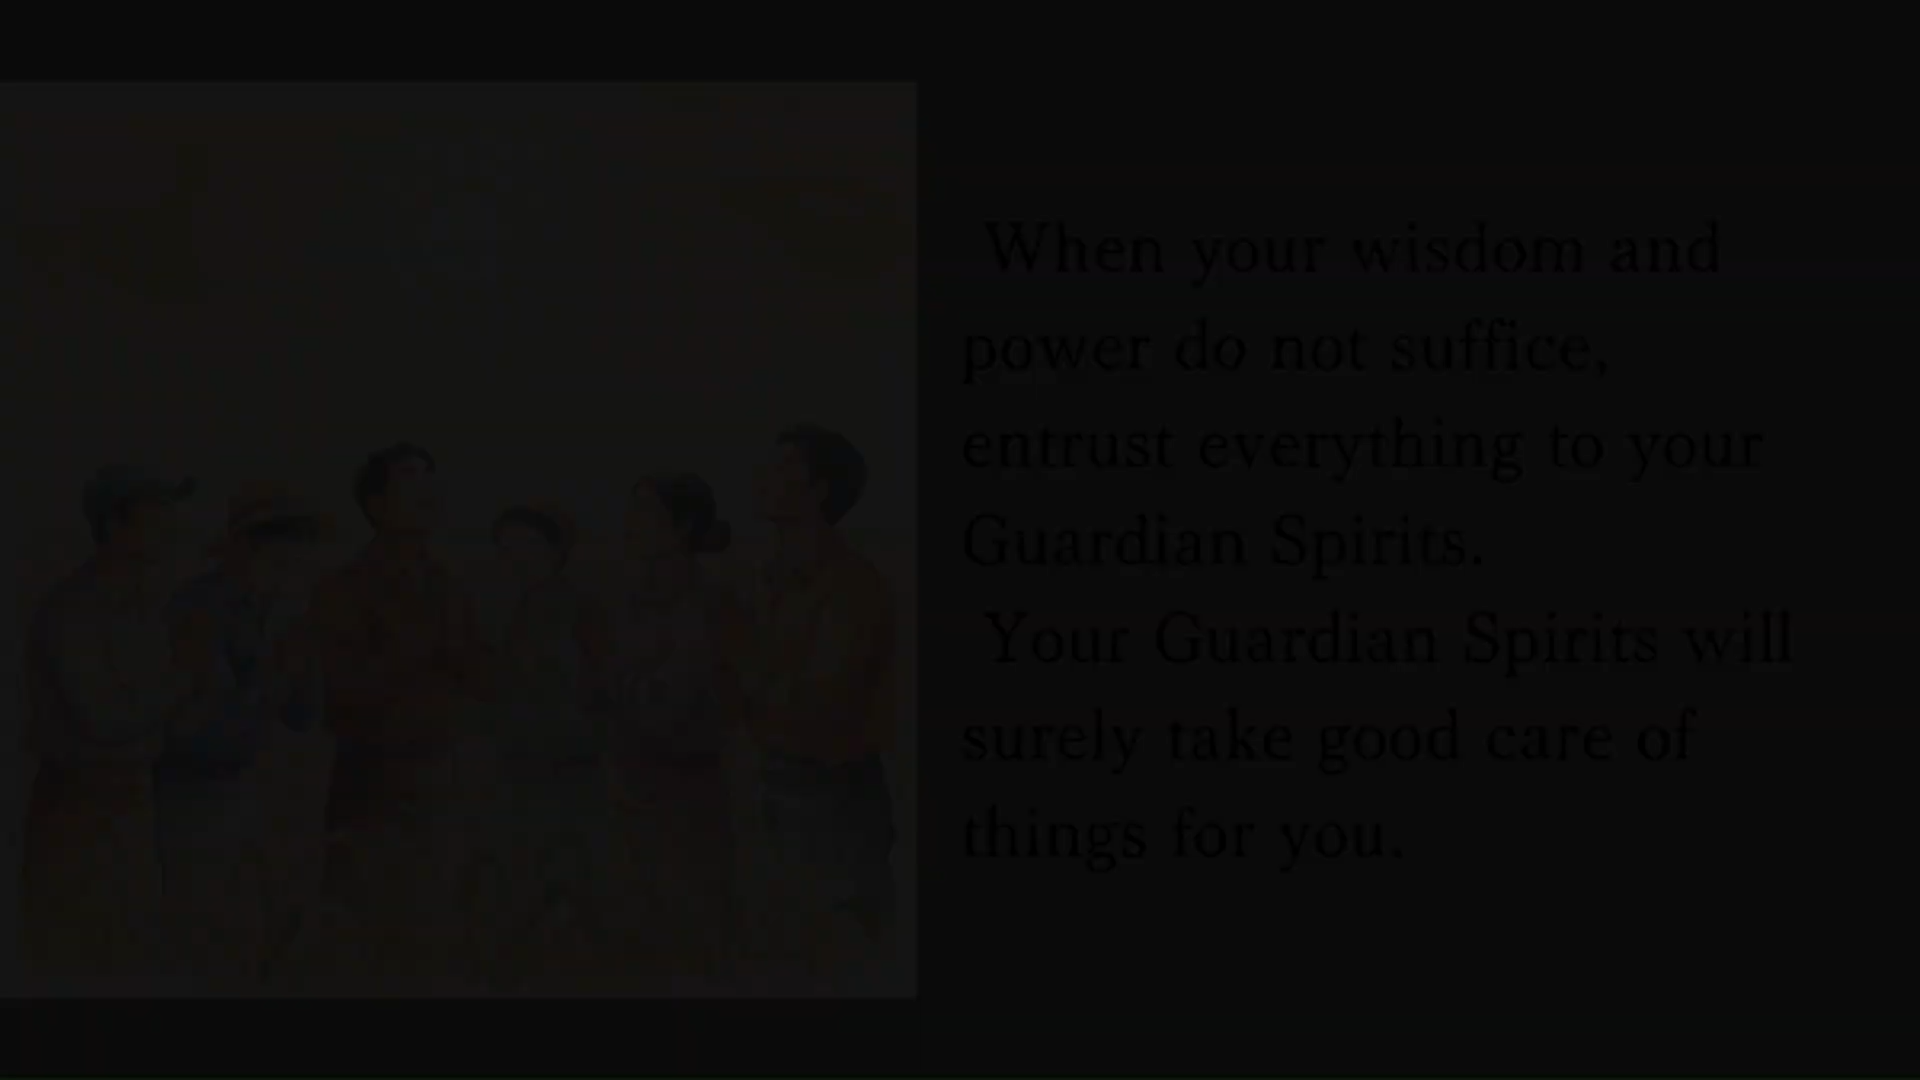 When your wisdom and
power do not suffice,
entrust everything to your
Guardian Spirits.
Your Guardian Spirits will
surely take good care of
things for you.